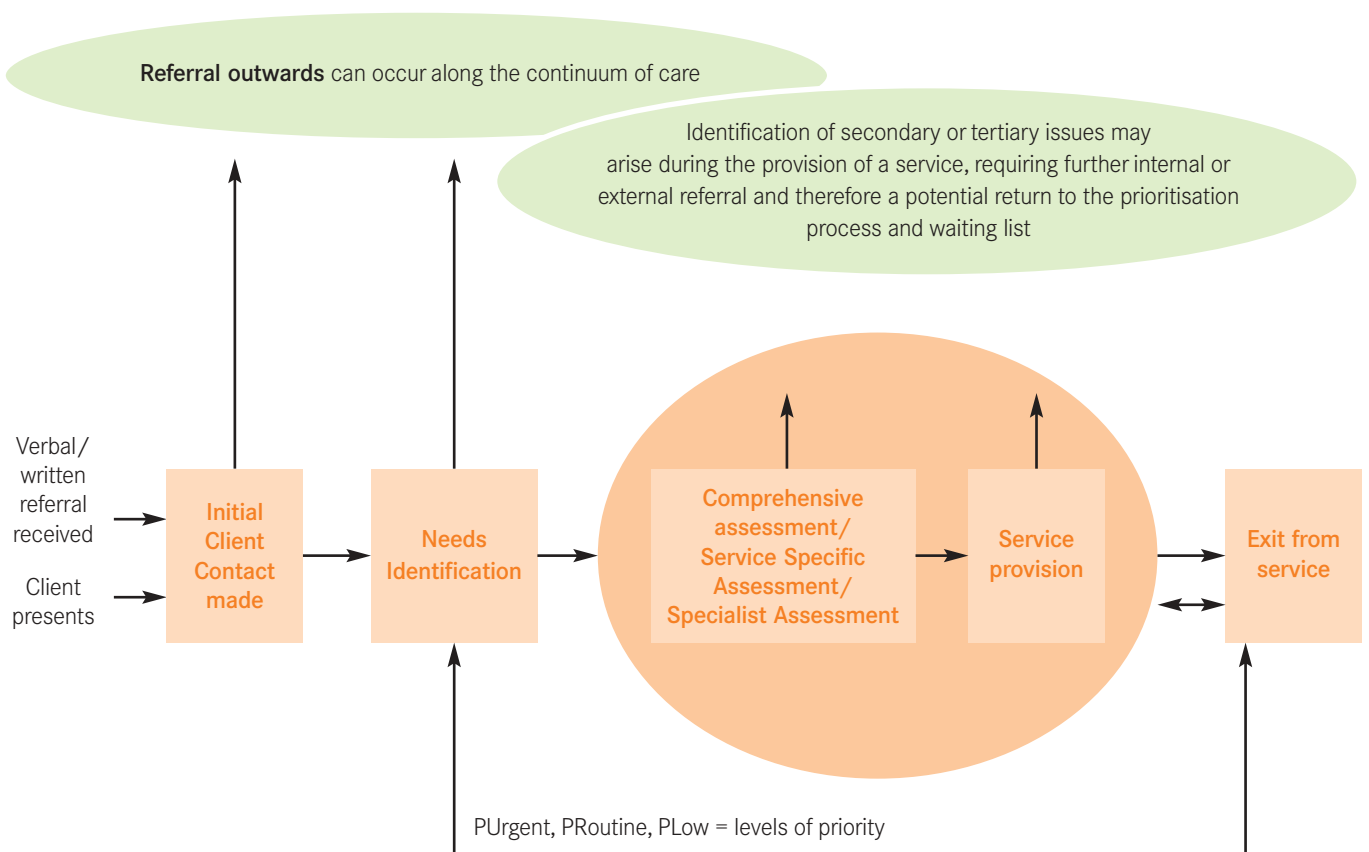 Referral outwards can occur along the continuum of care
Identification of secondary or tertiary issues may
arise during the provision of a service, requiring further internal or
external referral and therefore a potential return to the prioritisation
process and waiting list
Verbal/
written
referral
received
Client
presents
Initial
Client
Contact
made
Needs
Identification
Comprehensive
assessment/
Service Specific
Assessment/
Specialist Assessment
Service
provision
Exit from
service
PUrgent, PRoutine, PLow = levels of priority